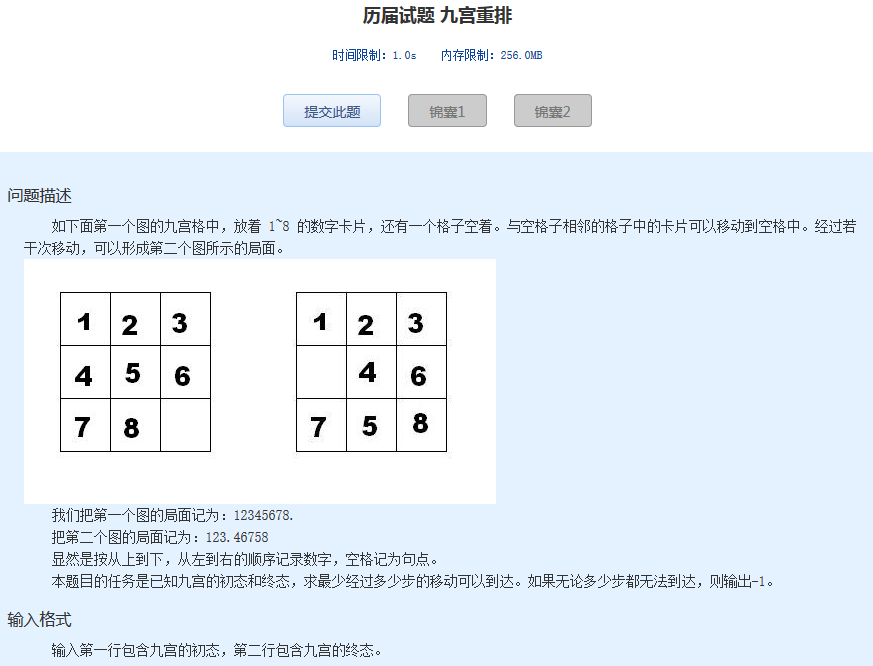 历届试题 九宫重排
时间限制：1.0s 内存限制：256.0MB
提交此题 锦囊1 锦囊2
问题描述
如下面第一个图的九宫格中，放着 1~8 的数字卡片，还有一个格子空着。与空格子相邻的格子中的卡片可以移动到空格中。经过若
干次移动，可以形成第二个图所示的局面。
1 2 3 1 2 3
4 5 6 4 6
7 8 7 5 8
我们把第一个图的局面记为：12345678.
把第二个图的局面记为：123.46758
显然是按从上到下，从左到右的顺序记录数字，空格记为句点。
本题目的任务是已知九宫的初态和终态，求最少经过多少步的移动可以到达。如果无论多少步都无法到达，则输出-1。
输入格式
输入第一行包含九宫的初态，第二行包含九宫的终态。